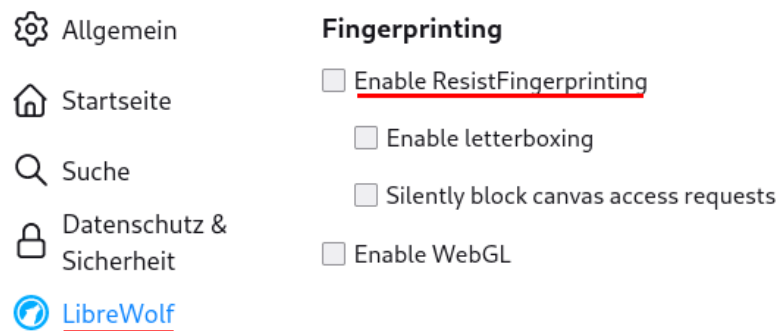 Allgemein
Startseite
Suche
Datenschutz &
Sicherheit
LibreWolf
Fingerprinting
Enable ResistFingerprinting
Enable letterboxing
Silently block canvas access requests
Enable WebGL